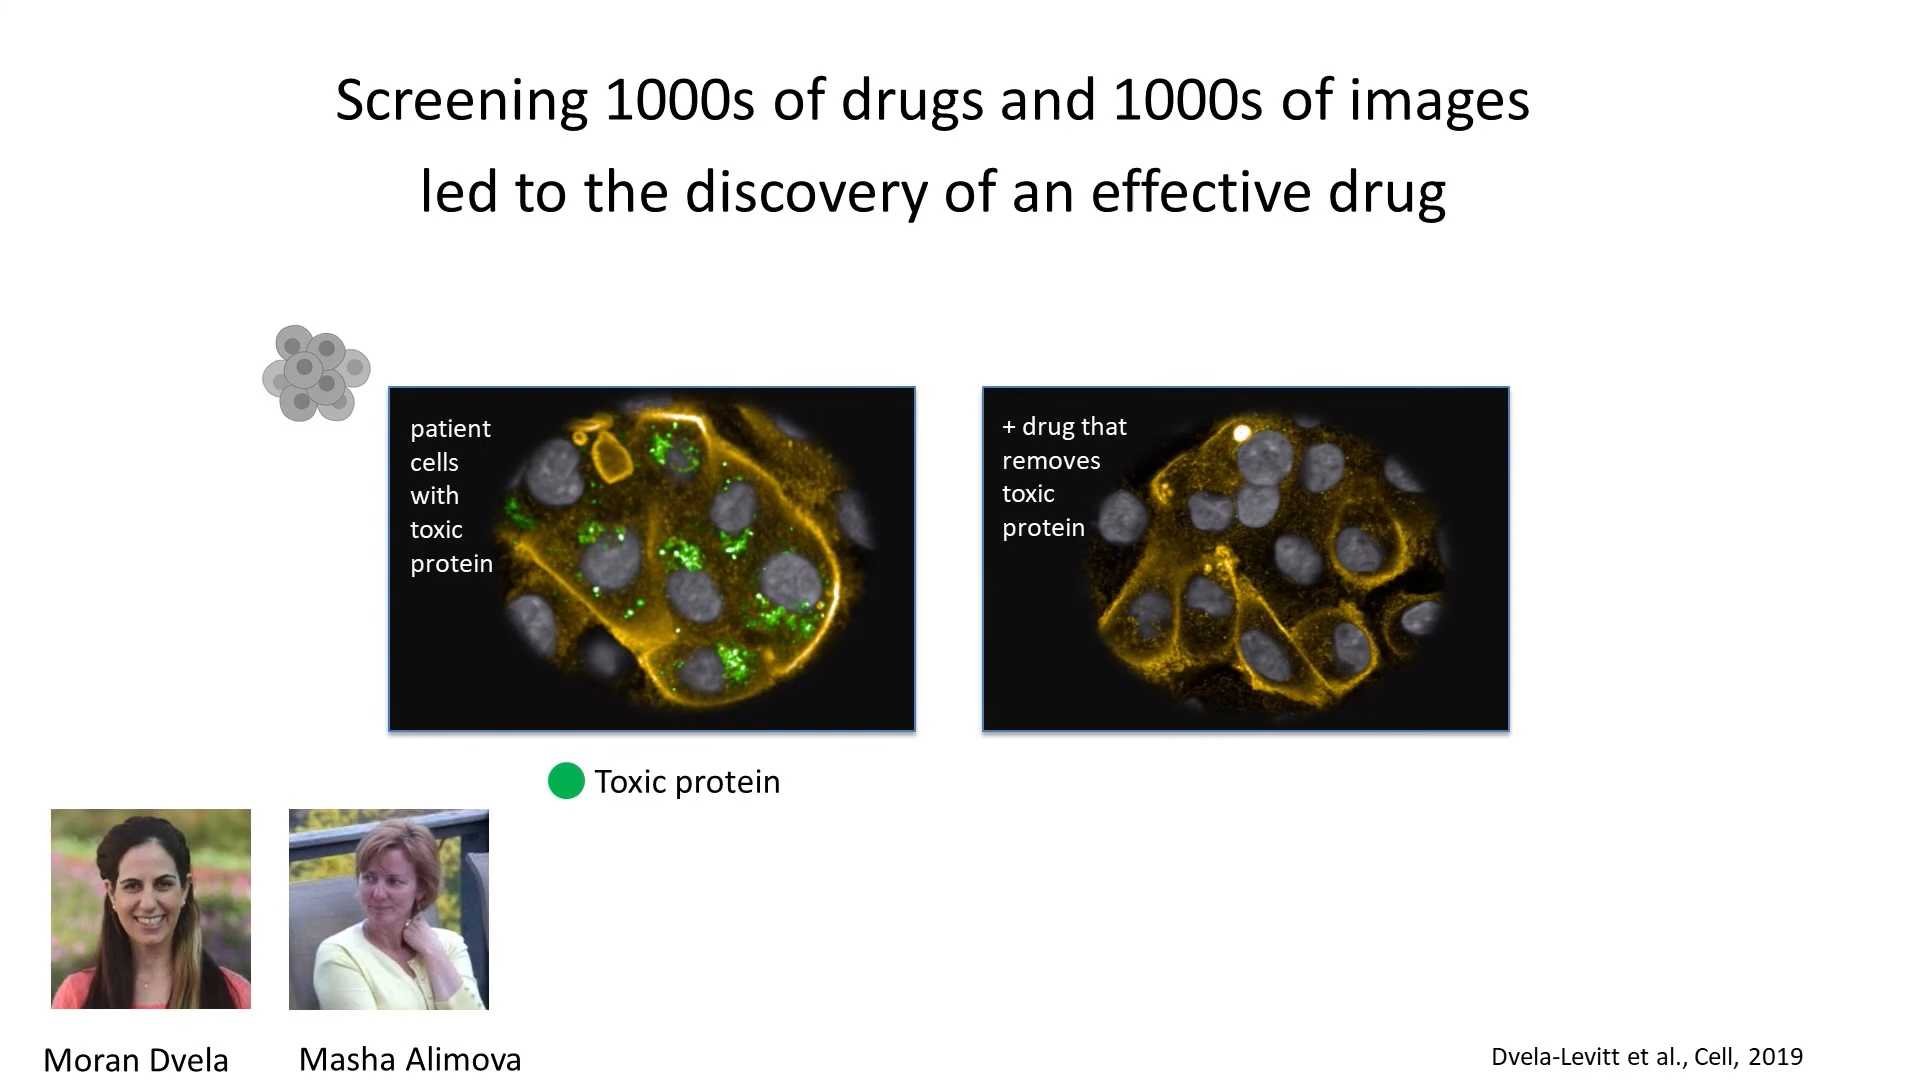 Screening 1000s of drugs and 1000s of images
led to the discovery of an effective drug
patient
cells
with
toxic
protein
+ drug that
removes
toxic
protein
Toxic protein
Moran Dvela
Masha Alimova
Dvela-Levitt et al., Cell, 2019